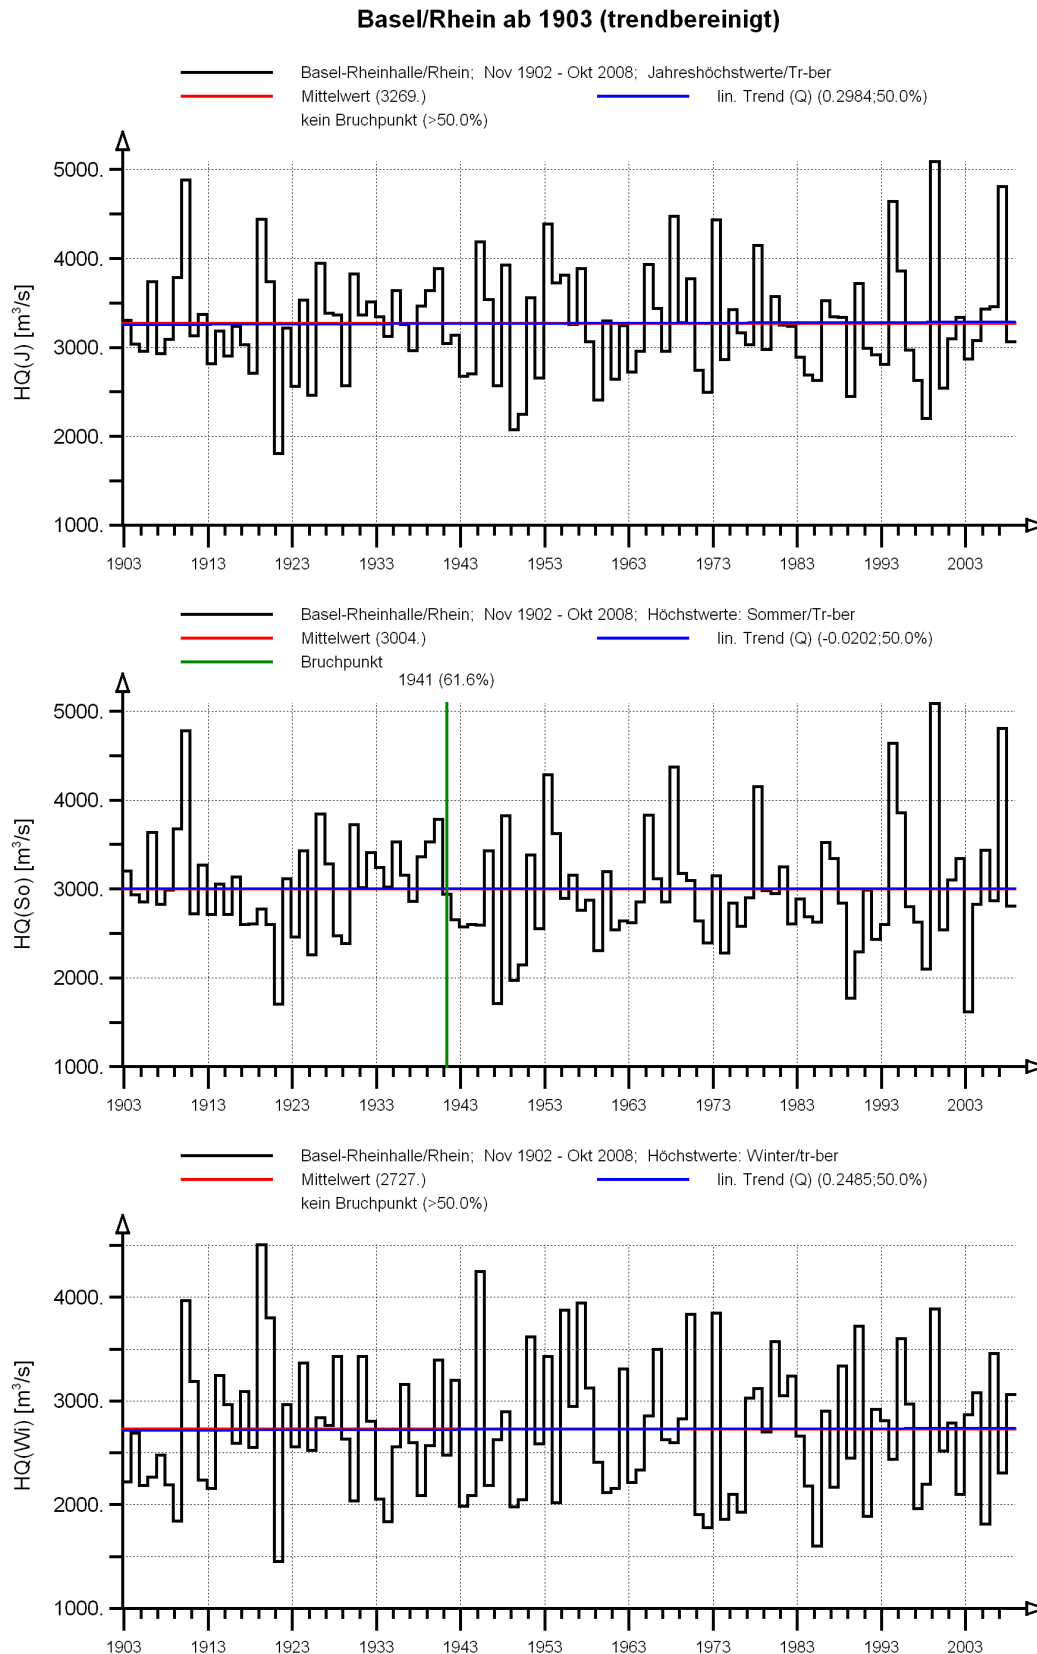 Basel/Rhein ab 1903 (trendbereinigt)
Basel-Rheinhalle/Rhein; Nov 1902 - Okt 2008; Jahreshöchstwerte/Tr-ber
Mittelwert (3269.) lin. Trend (Q) (0.2984;50.0%)
kein Bruchpunkt (>50.0%)
HQ(J) [m³/s]
5000.
4000.
3000.
2000.
1000.
1903 1913 1923 1933 1943 1953 1963 1973 1983 1993 2003
Basel-Rheinhalle/Rhein; Nov 1902 - Okt 2008; Höchstwerte: Sommer/Tr-ber
Mittelwert (3004.) lin. Trend (Q) (-0.0202;50.0%)
Bruchpunkt
1941 (61.6%)
HQ(So) [m³/s]
5000.
4000.
3000.
2000.
1000.
1903 1913 1923 1933 1943 1953 1963 1973 1983 1993 2003
Basel-Rheinhalle/Rhein; Nov 1902 - Okt 2008; Höchstwerte: Winter/tr-ber
Mittelwert (2727.) lin. Trend (Q) (0.2485;50.0%)
kein Bruchpunkt (>50.0%)
HQ(Wi) [m³/s]
4000.
3000.
2000.
1000.
1903 1913 1923 1933 1943 1953 1963 1973 1983 1993 2003